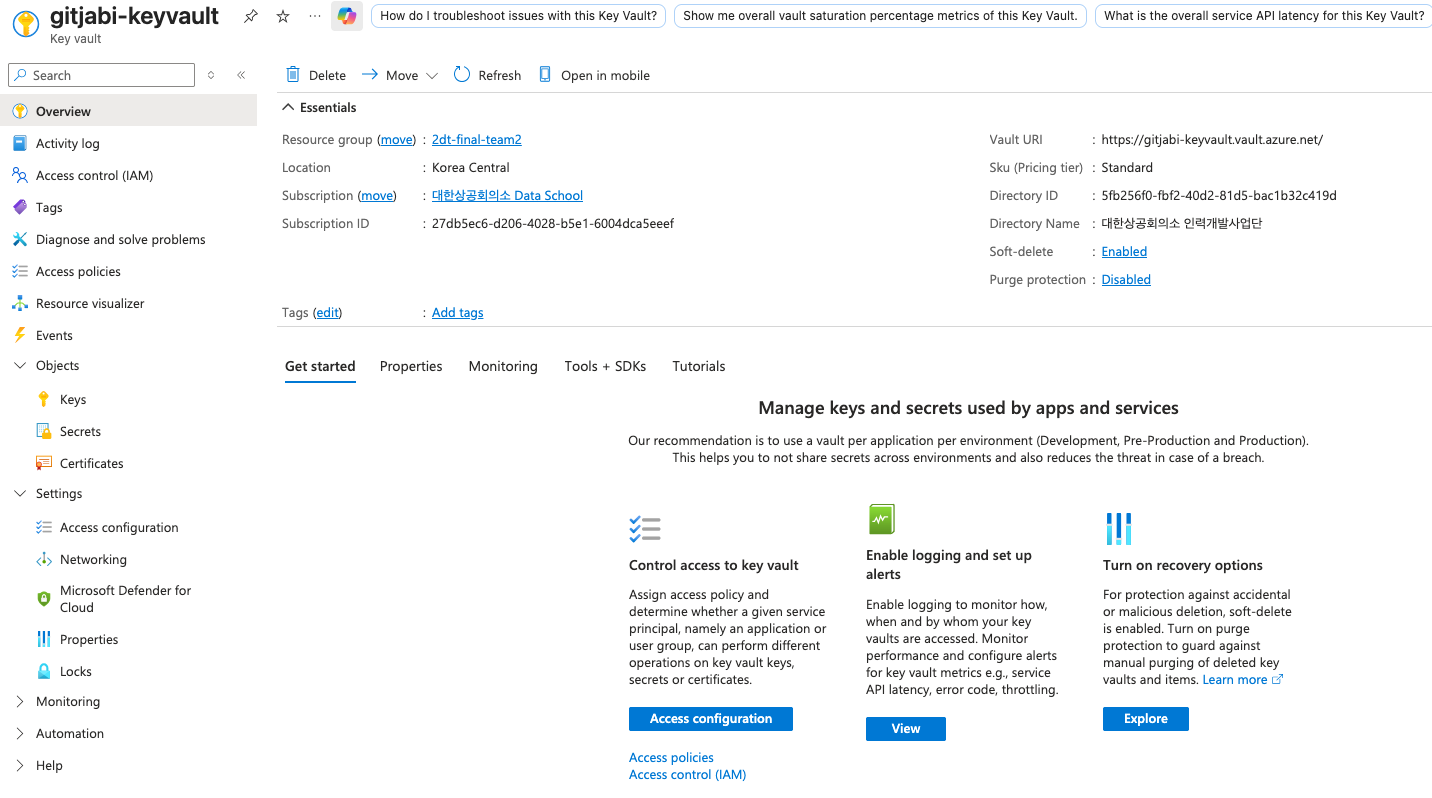 gitjabi-keyvault
Key vault
How do I troubleshoot issues with this Key Vault?
Show me overall vault saturation percentage metrics of this Key Vault.
What is the overall service API latency for this Key Vault?
Search
Overview
Activity log
Access control (IAM)
Tags
Diagnose and solve problems
Access policies
Resource visualizer
Events
Objects
Keys
Secrets
Certificates
Settings
Access configuration
Networking
Microsoft Defender for
Cloud
Properties
Locks
Monitoring
Automation
Help
Delete
Move
Refresh
Open in mobile
Essentials
Resource group (move) : 2dt-final-team2
Location : Korea Central
Subscription (move) : 대한상공회의소 Data School
Subscription ID : 27db5ec6-d206-4028-b5e1-6004dca5eeef
Vault URI : https://gitjabi-keyvault.vault.azure.net/
Sku (Pricing tier) : Standard
Directory ID : 5fb256f0-fbf2-40d2-81d5-bac1b32c419d
Directory Name : 대한상공회의소 인력개발사업단
Soft-delete : Enabled
Purge protection : Disabled
Tags (edit) : Add tags
Get started
Properties
Monitoring
Tools + SDKs
Tutorials
Manage keys and secrets used by apps and services
Our recommendation is to use a vault per application per environment (Development, Pre-Production and Production).
This helps you to not share secrets across environments and also reduces the threat in case of a breach.
Control access to key vault
Assign access policy and
determine whether a given service
principal, namely an application or
user group, can perform different
operations on key vault keys,
secrets or certificates.
Access configuration
Access policies
Access control (IAM)
Enable logging and set up
alerts
Enable logging to monitor how,
when and by whom your key
vaults are accessed. Monitor
performance and configure alerts
for key vault metrics e.g., service
API latency, error code, throttling.
View
Turn on recovery options
For protection against accidental
or malicious deletion, soft-delete
is enabled. Turn on purge
protection to guard against
manual purging of deleted key
vaults and items. Learn more
Explore